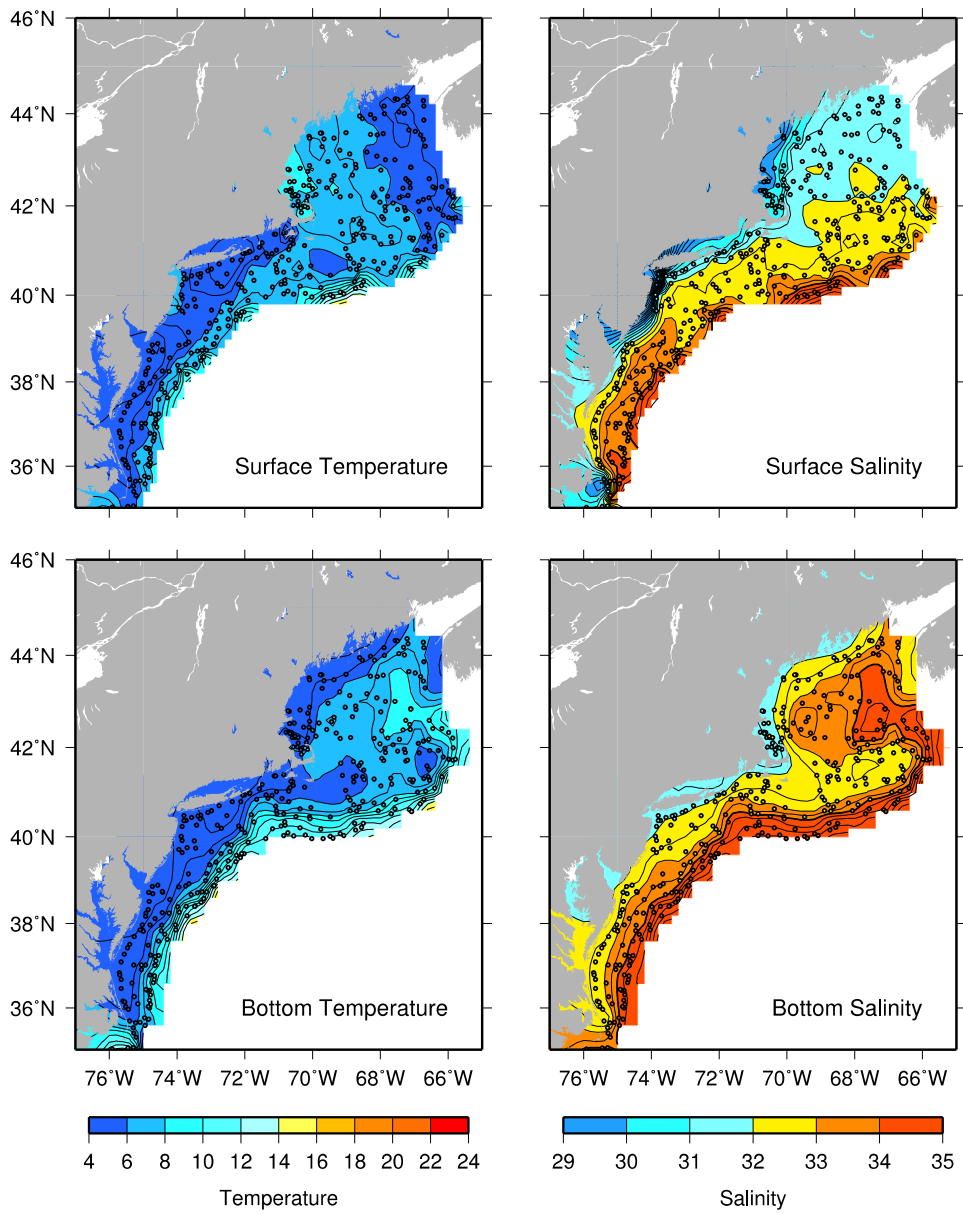 46°N
44°N
42°N
40°N
38°N
36°N
Surface Temperature
Surface Salinity
46°N
44°N
42°N
40°N
38°N
36°N
Bottom Temperature
Bottom Salinity
76°W 74°W 72°W 70°W 68°W 66°W
76°W 74°W 72°W 70°W 68°W 66°W
4 6 8 10 12 14 16 18 20 22 24
Temperature
29 30 31 32 33 34 35
Salinity